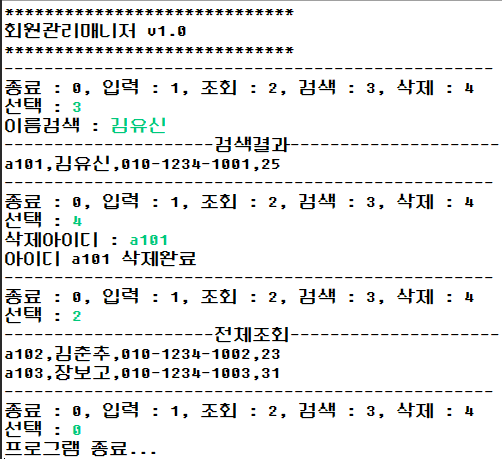 *****************************
회원관리매니저 v1.0
*****************************
-------------------------------------------------
종료 : 0, 입력 : 1, 조회 : 2, 검색 : 3, 삭제 : 4
선택 : 3
이름검색 : 김유신
---------------------검색결과---------------------
a101,김유신,010-1234-1001,25
-------------------------------------------------
종료 : 0, 입력 : 1, 조회 : 2, 검색 : 3, 삭제 : 4
선택 : 4
삭제아이디 : a101
아이디 a101 삭제완료
-------------------------------------------------
종료 : 0, 입력 : 1, 조회 : 2, 검색 : 3, 삭제 : 4
선택 : 2
---------------------전체조회---------------------
a102,김춘추,010-1234-1002,23
a103,장보고,010-1234-1003,31
-------------------------------------------------
종료 : 0, 입력 : 1, 조회 : 2, 검색 : 3, 삭제 : 4
선택 : 0
프로그램 종료...